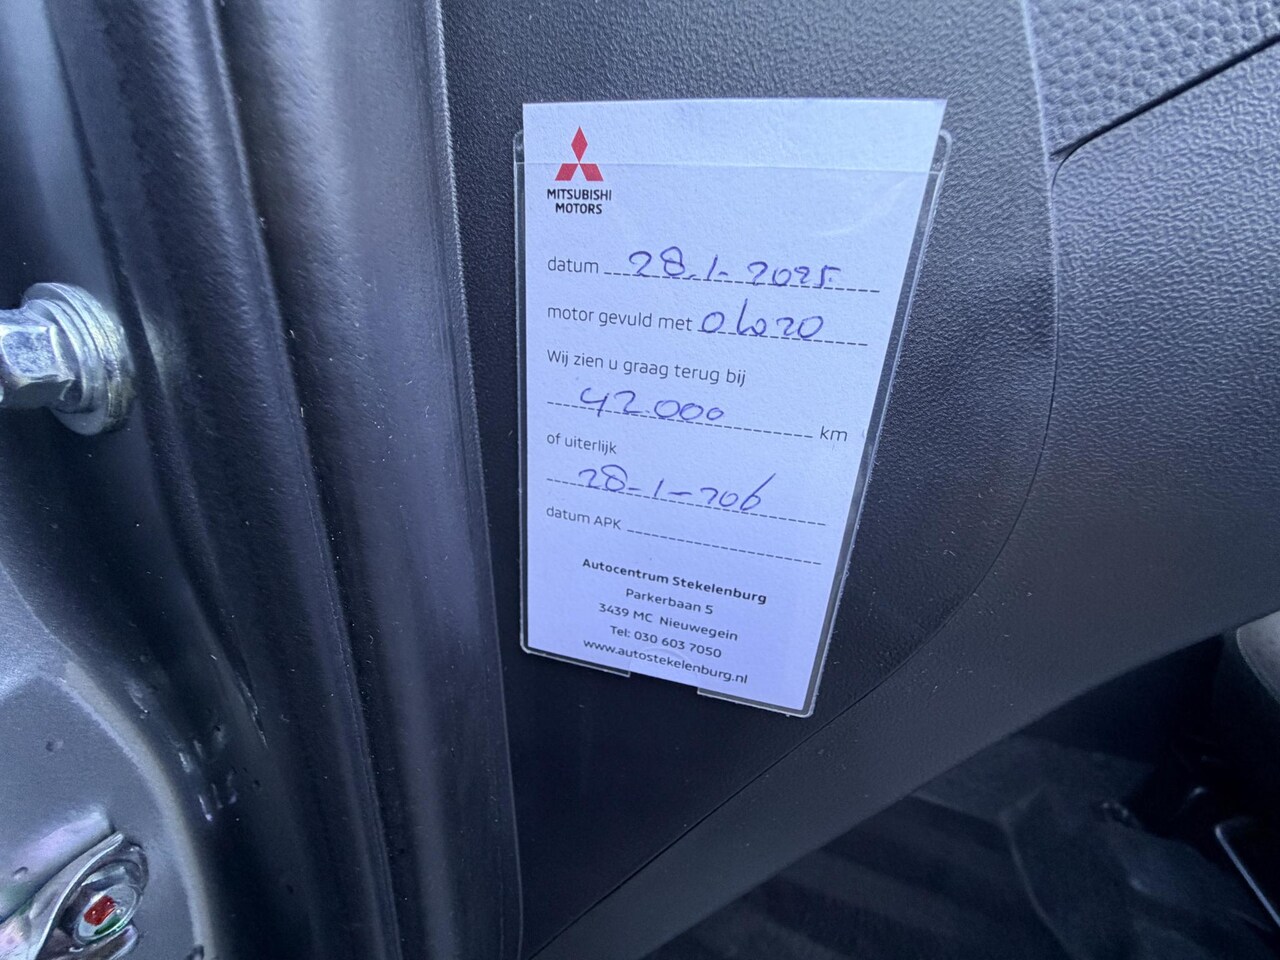 MITSUBISHI
MOTORS
datum 28.1-2025.
motor gevuld met 0W20
Wij zien u graag terug bij
42.000 km
of uiterlijk
28-1-206
datum APK
Autocentrum Stekelenburg
Parkerbaan 5
3439 MC Nieuwegein
Tel: 030 603 7050
www.autostekelenburg.nl